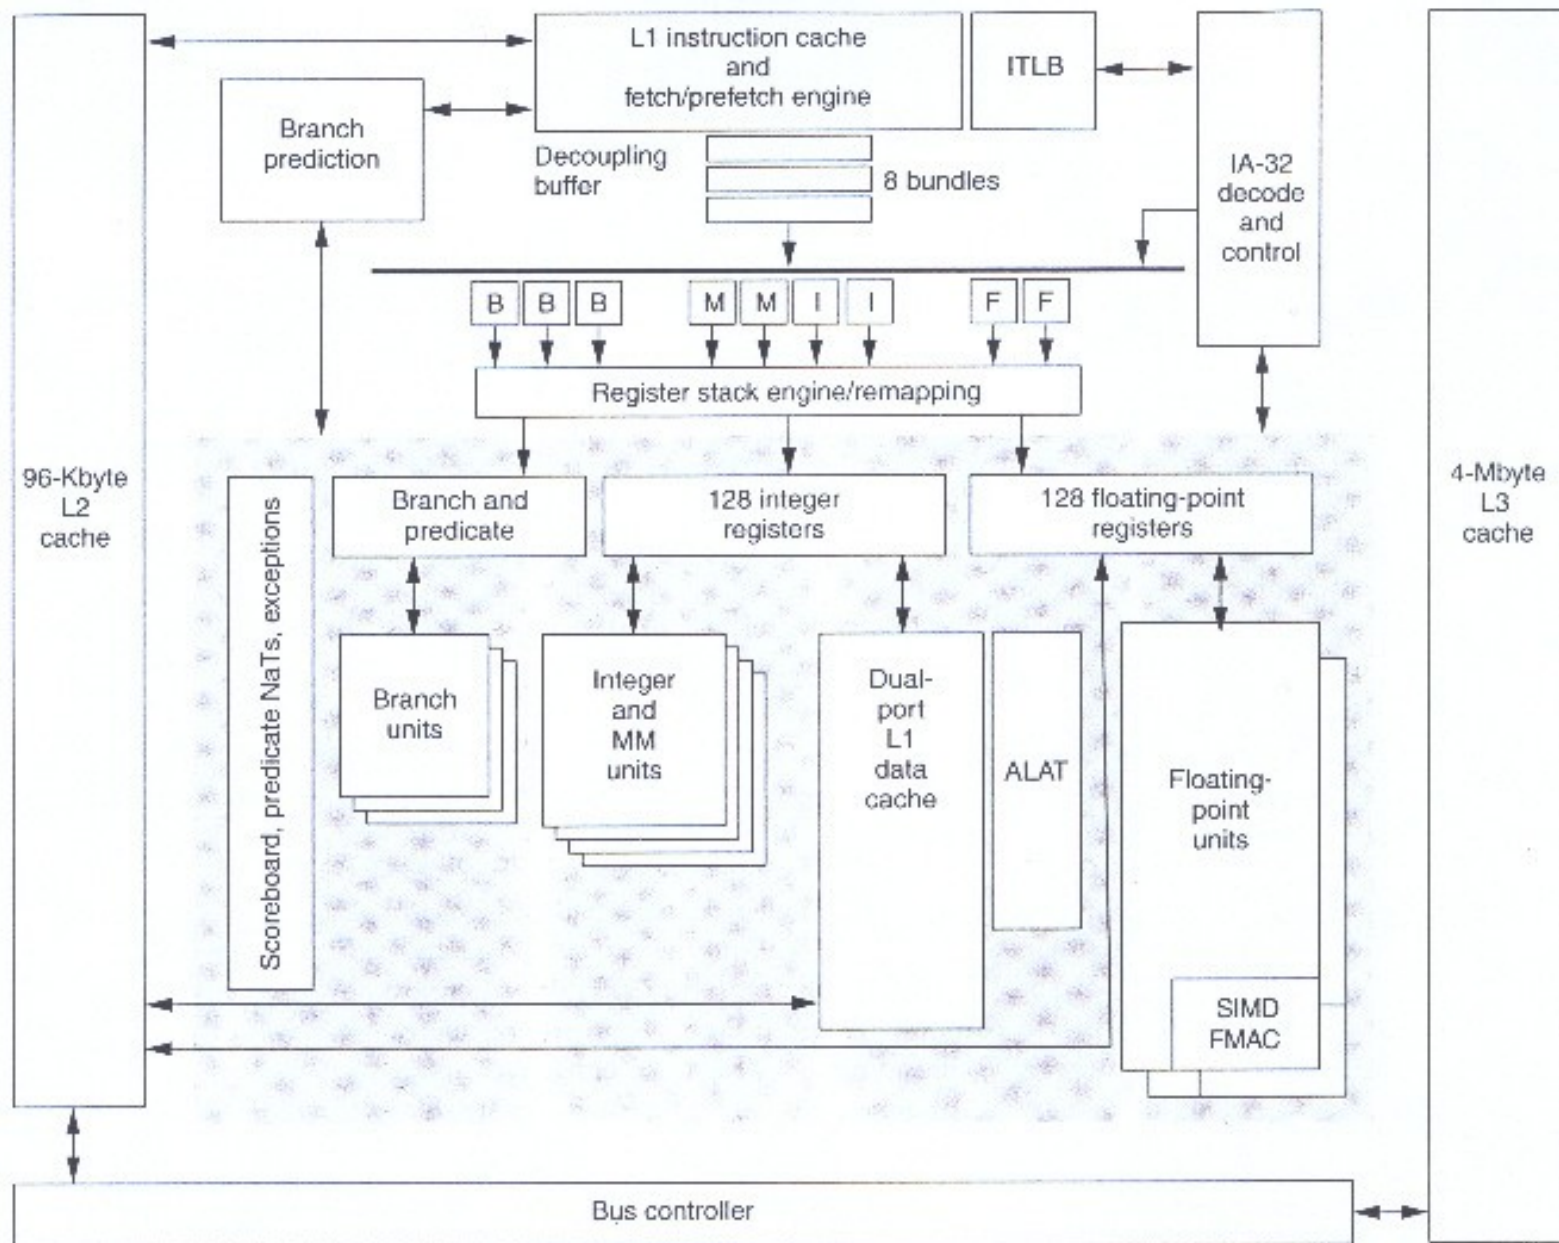 L1 instruction cache
and
fetch/prefetch engine
ITLB
Branch
prediction
Decoupling
buffer
8 bundles
IA-32
decode
and
control
B B B M M I I F F
Register stack engine/remapping
96-Kbyte
L2
cache
4-Mbyte
L3
cache
Scoreboard, predicate NaTs, exceptions
Branch and
predicate
128 integer
registers
128 floating-point
registers
Branch
units
Integer
and
MM
units
Dual-
port
L1
data
cache
ALAT
Floating-
point
units
SIMD
FMAC
Bus controller